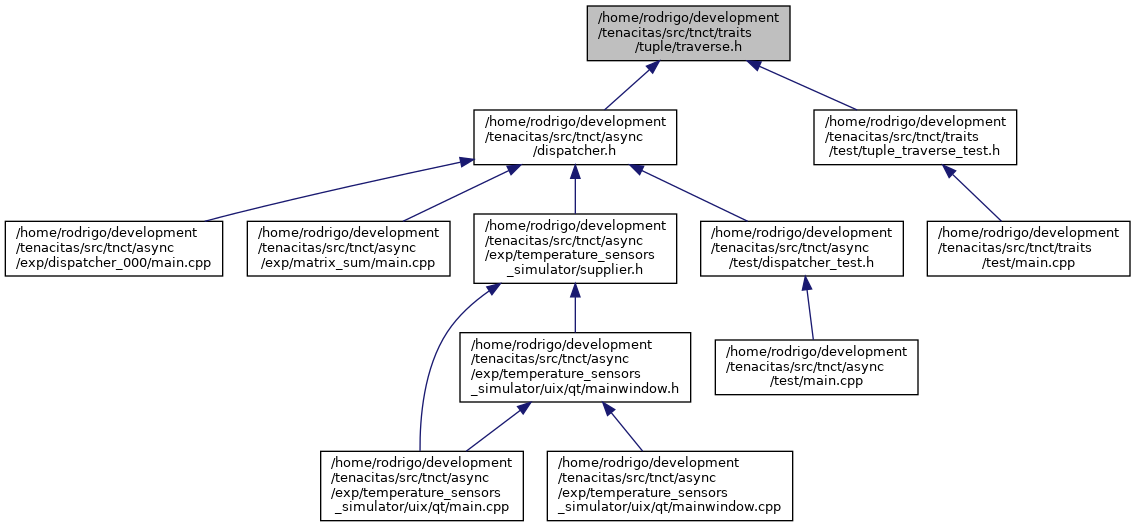 /home/rodrigo/development
/tenacitas/src/tnct/traits
/tuple/traverse.h
/home/rodrigo/development
/tenacitas/src/tnct/async
/dispatcher.h
/home/rodrigo/development
/tenacitas/src/tnct/traits
/test/tuple_traverse_test.h
/home/rodrigo/development
/tenacitas/src/tnct/async
/exp/dispatcher_000/main.cpp
/home/rodrigo/development
/tenacitas/src/tnct/async
/exp/matrix_sum/main.cpp
/home/rodrigo/development
/tenacitas/src/tnct/async
/exp/temperature_sensors
_simulator/supplier.h
/home/rodrigo/development
/tenacitas/src/tnct/async
/test/dispatcher_test.h
/home/rodrigo/development
/tenacitas/src/tnct/traits
/test/main.cpp
/home/rodrigo/development
/tenacitas/src/tnct/async
/exp/temperature_sensors
_simulator/uix/qt/mainwindow.h
/home/rodrigo/development
/tenacitas/src/tnct/async
/test/main.cpp
/home/rodrigo/development
/tenacitas/src/tnct/async
/exp/temperature_sensors
_simulator/uix/qt/main.cpp
/home/rodrigo/development
/tenacitas/src/tnct/async
/exp/temperature_sensors
_simulator/uix/qt/mainwindow.cpp